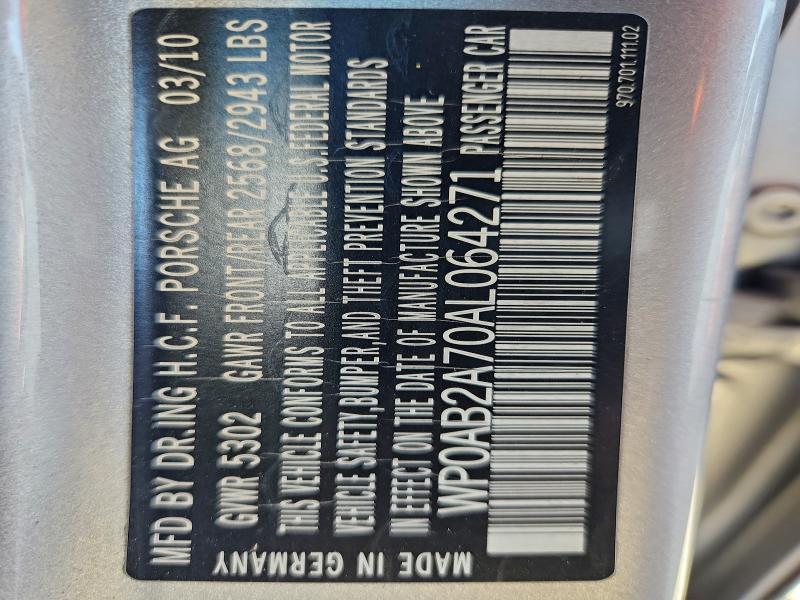 MFD BY DR.ING H.C.F. PORSCHE AG 03/10
GWR 5302 GAWR FRONT/REAR 2568/2943 LBS
THIS VEHICLE CONFORMS TO ALL APPLICABLE U.S.FEDERAL MOTOR
VEHICLE SAFETY,BUMPER,AND THEFT PREVENTION STANDARDS
IN EFFECT ON THE DATE OF MANUFACTURE SHOWN ABOVE
WP0AB2A70AL064271 PASSENGER CAR
970.701.111.02
MADE IN GERMANY